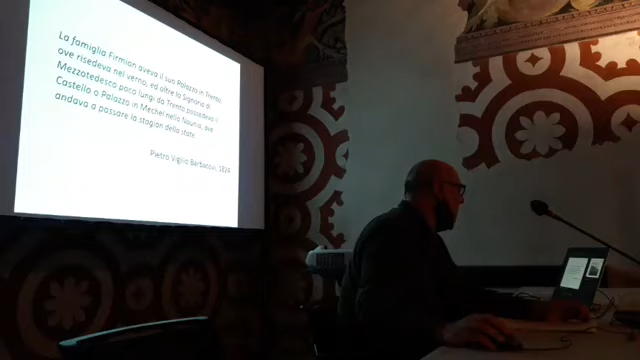 La famiglia Firmian aveva il suo Palazzo in Trento,
ove risedeva nel verno, ed oltre la Signoria di
Mezzotedesco poco lungi da Trento possedeva il
Castello o Palazzo in Mechel nella Naunia, ove
andava a passare la stagion della state.
Pietro Vigilio Barbacovi, 1824